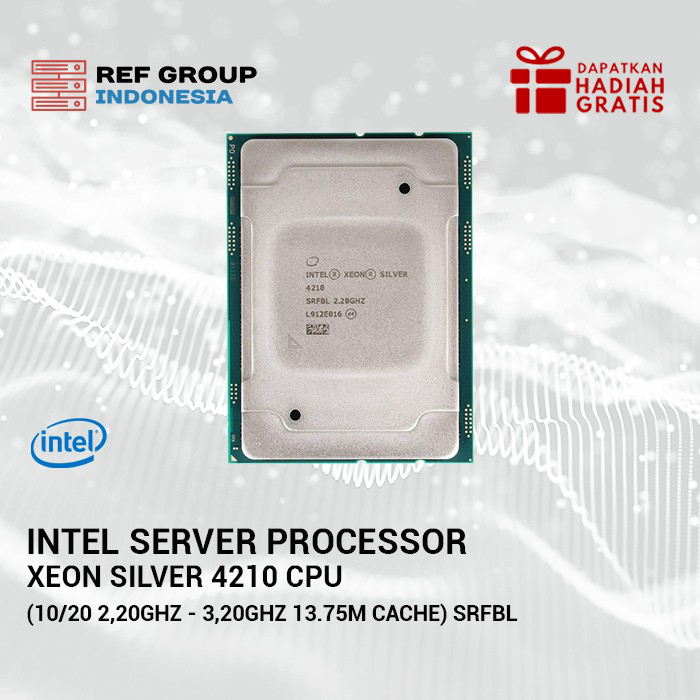 REF GROUP
INDONESIA
DAPATKAN
HADIAH
GRATIS
INTEL® XEON® SILVER
4210
SRFBL 2.20GHZ
L912E016 e4
intel
INTEL SERVER PROCESSOR
XEON SILVER 4210 CPU
(10/20 2,20GHZ - 3,20GHZ 13.75M CACHE) SRFBL